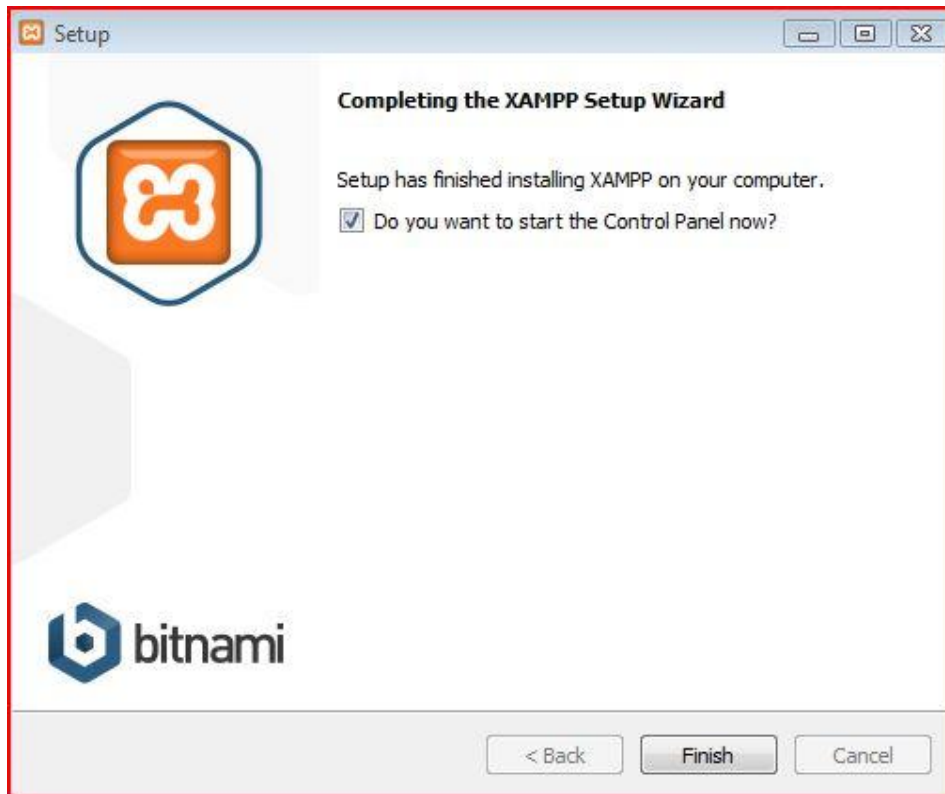 Setup
Completing the XAMPP Setup Wizard
Setup has finished installing XAMPP on your computer.
Do you want to start the Control Panel now?
bitnami
< Back
Finish
Cancel